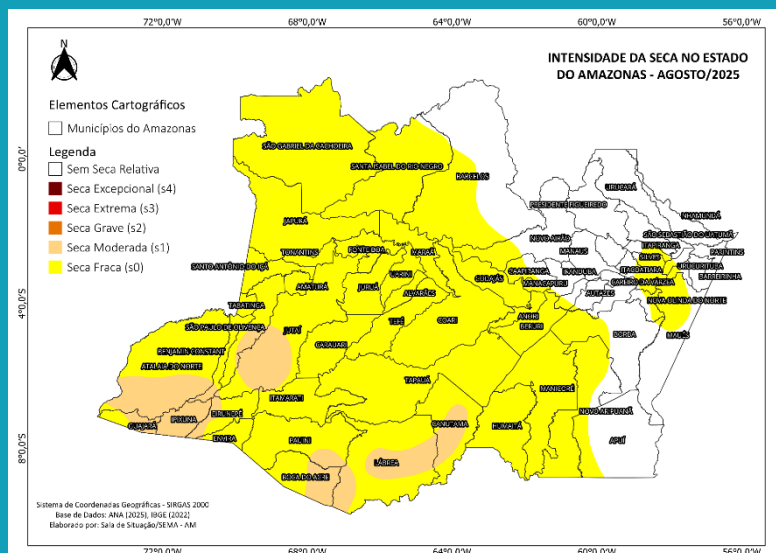 72°0,0'W 68°0,0'W 64°0,0'W 60°0,0'W 56°0,0'W
N
INTENSIDADE DA SECA NO ESTADO
DO AMAZONAS - AGOSTO/2025
Elementos Cartográficos
Municípios do Amazonas
Legenda
Sem Seca Relativa
Seca Excepcional (s4)
Seca Extrema (s3)
Seca Grave (s2)
Seca Moderada (s1)
Seca Fraca (s0)
0°0,0'
4°0,0'S
8°0,0'S
SÃO GABRIEL DA CACHOEIRA
SANTA ISABEL DO RIO NEGRO
BARCELOS
URUCARÁ
PRESIDENTE FIGUEIREDO
NHAMUNDÁ
JAPURÁ
SÃO SEBASTIÃO DO UATUMÃ
NOVO AIRÃO
ITAPIRANGA
PARINTINS
TONANTINS
FONTE BOA
MARAÃ
MANAUS
SILVES
SANTO ANTÔNIO DO IÇÁ
UARINI
CODAJÁS
CAAPIRANGA
IRANDUBA
ITACOATIARA
URUCURITUBA
BARREIRINHA
AMATURÁ
JURUÁ
ALVARÃES
MANACAPURU
CAREIRO DA VÁRZEA
TABATINGA
AUTAZES
NOVA OLINDA DO NORTE
SÃO PAULO DE OLIVENÇA
JUTAÍ
TEFÉ
COARI
ANORI
BERURI
BORBA
MAUÉS
BENJAMIN CONSTANT
CARAUARI
ATALAIA DO NORTE
TAPAUÁ
MANICORÉ
ITAMARATI
GUAJARÁ
IPIXUNA
EIRUNEPÉ
CANUTAMA
HUMAITÁ
NOVO ARIPUANÃ
ENVIRA
PAUINI
APUÍ
LÁBREA
BOCA DO ACRE
Sistema de Coordenadas Geográficas - SIRGAS 2000
Base de Dados: ANA (2025), IBGE (2022)
Elaborado por: Sala de Situação/SEMA - AM
72°0,0'W 68°0,0'W 64°0,0'W 60°0,0'W 56°0,0'W